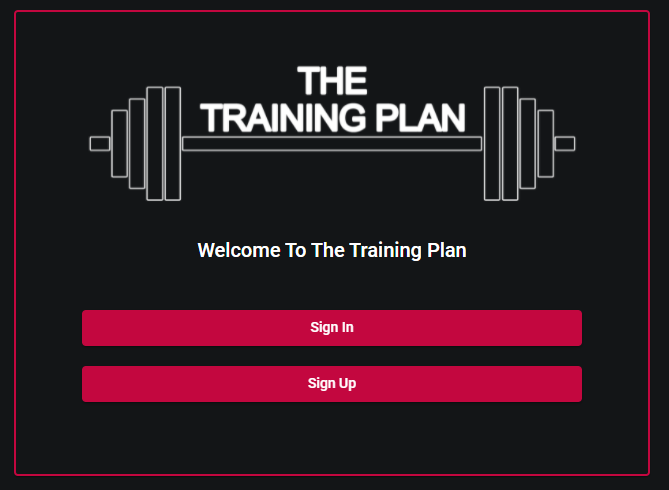 THE
TRAINING PLAN
Welcome To The Training Plan
Sign In
Sign Up